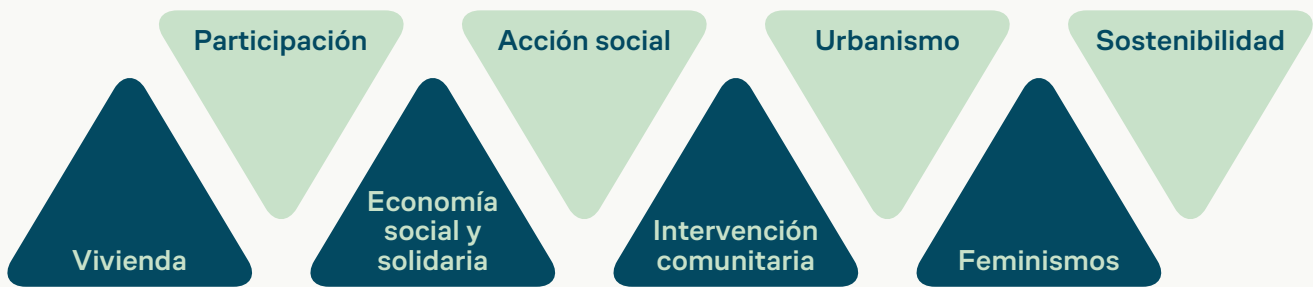 Participación
Acción social
Urbanismo
Sostenibilidad
Vivienda
Economía
social y
solidaria
Intervención
comunitaria
Feminismos